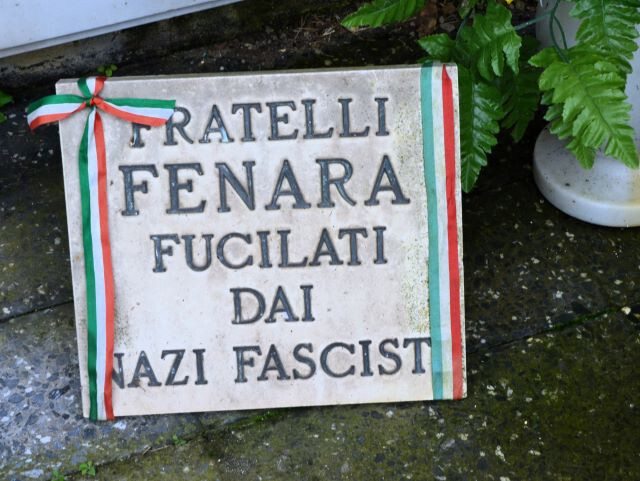 FRATELLI
FENARA
FUCILATI
DAI
NAZI FASCIST